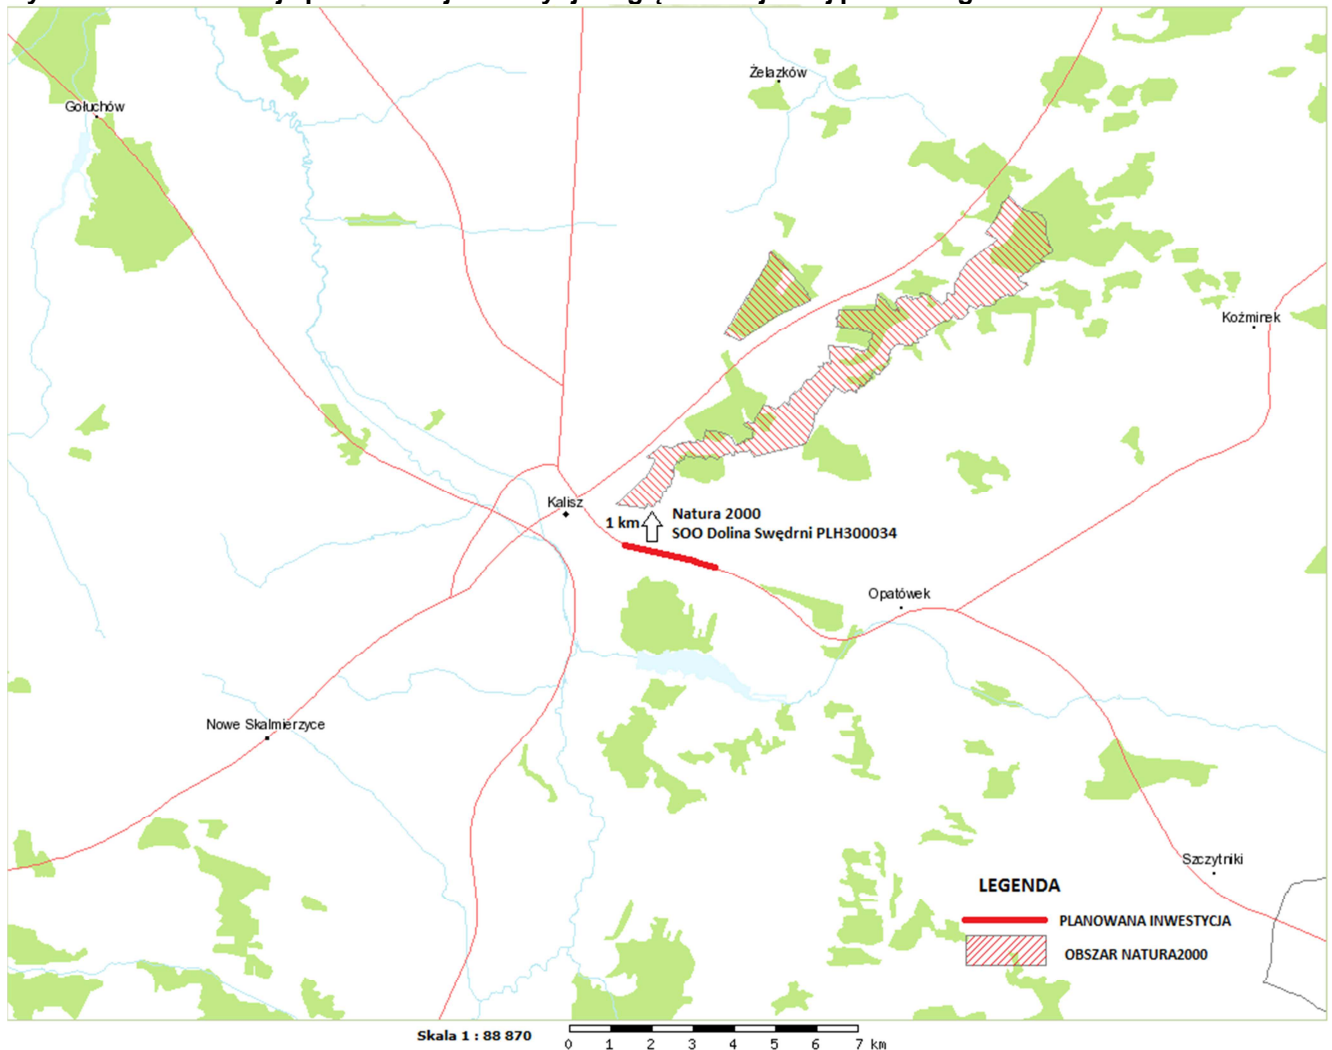 Żelazków
Gołuchów
Koźminek
Kalisz
1 km
Natura 2000
SOO Dolina Swędrni PLH300034
Opatówek
Nowe Skalmierzyce
Szczytniki
LEGENDA
PLANOWANA INWESTYCJA
OBSZAR NATURA2000
Skala 1 : 88 870
0 1 2 3 4 5 6 7 km